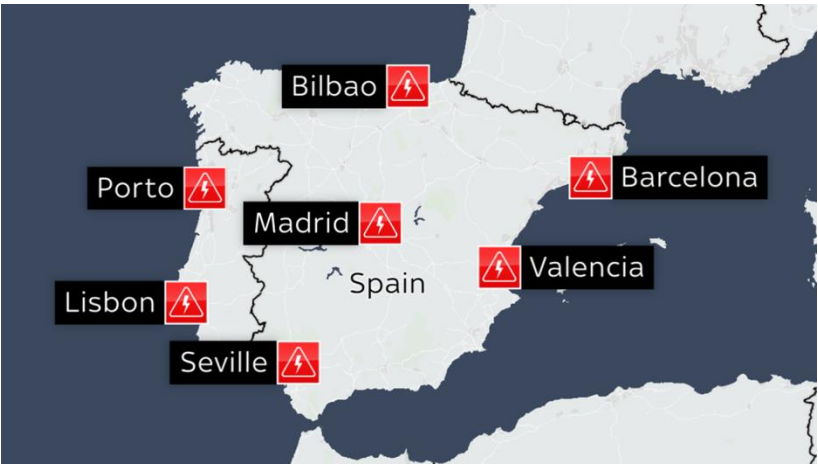 Bilbao
Barcelona
Porto
Madrid
Valencia
Spain
Lisbon
Seville